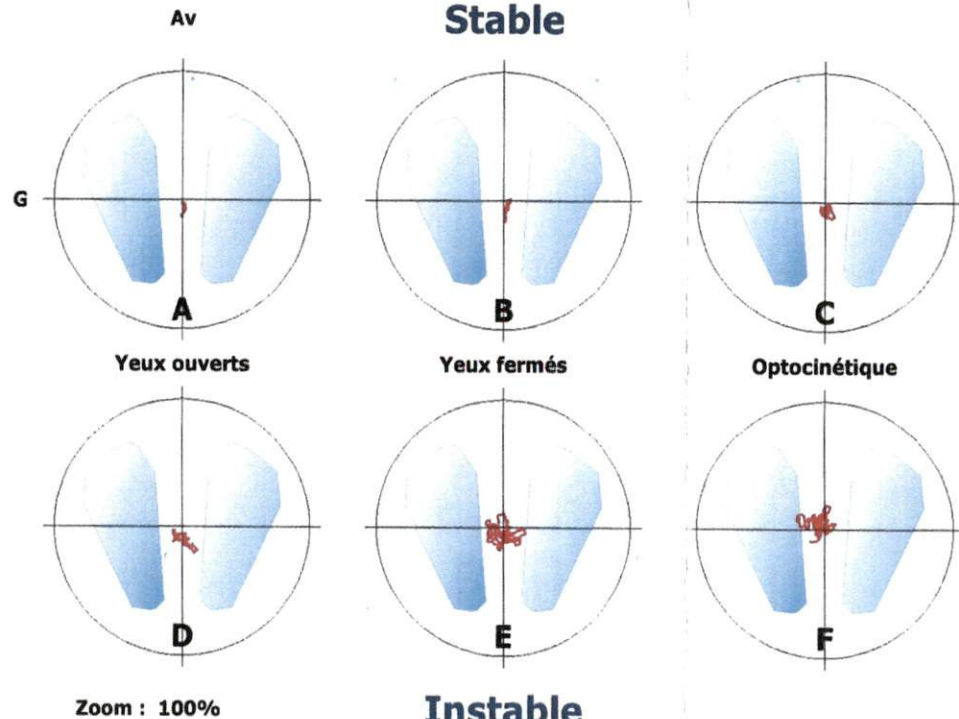 Av
Stable
G
A
B
C
Yeux ouverts
Yeux fermés
Optocinétique
D
E
F
Zoom : 100%
Instable